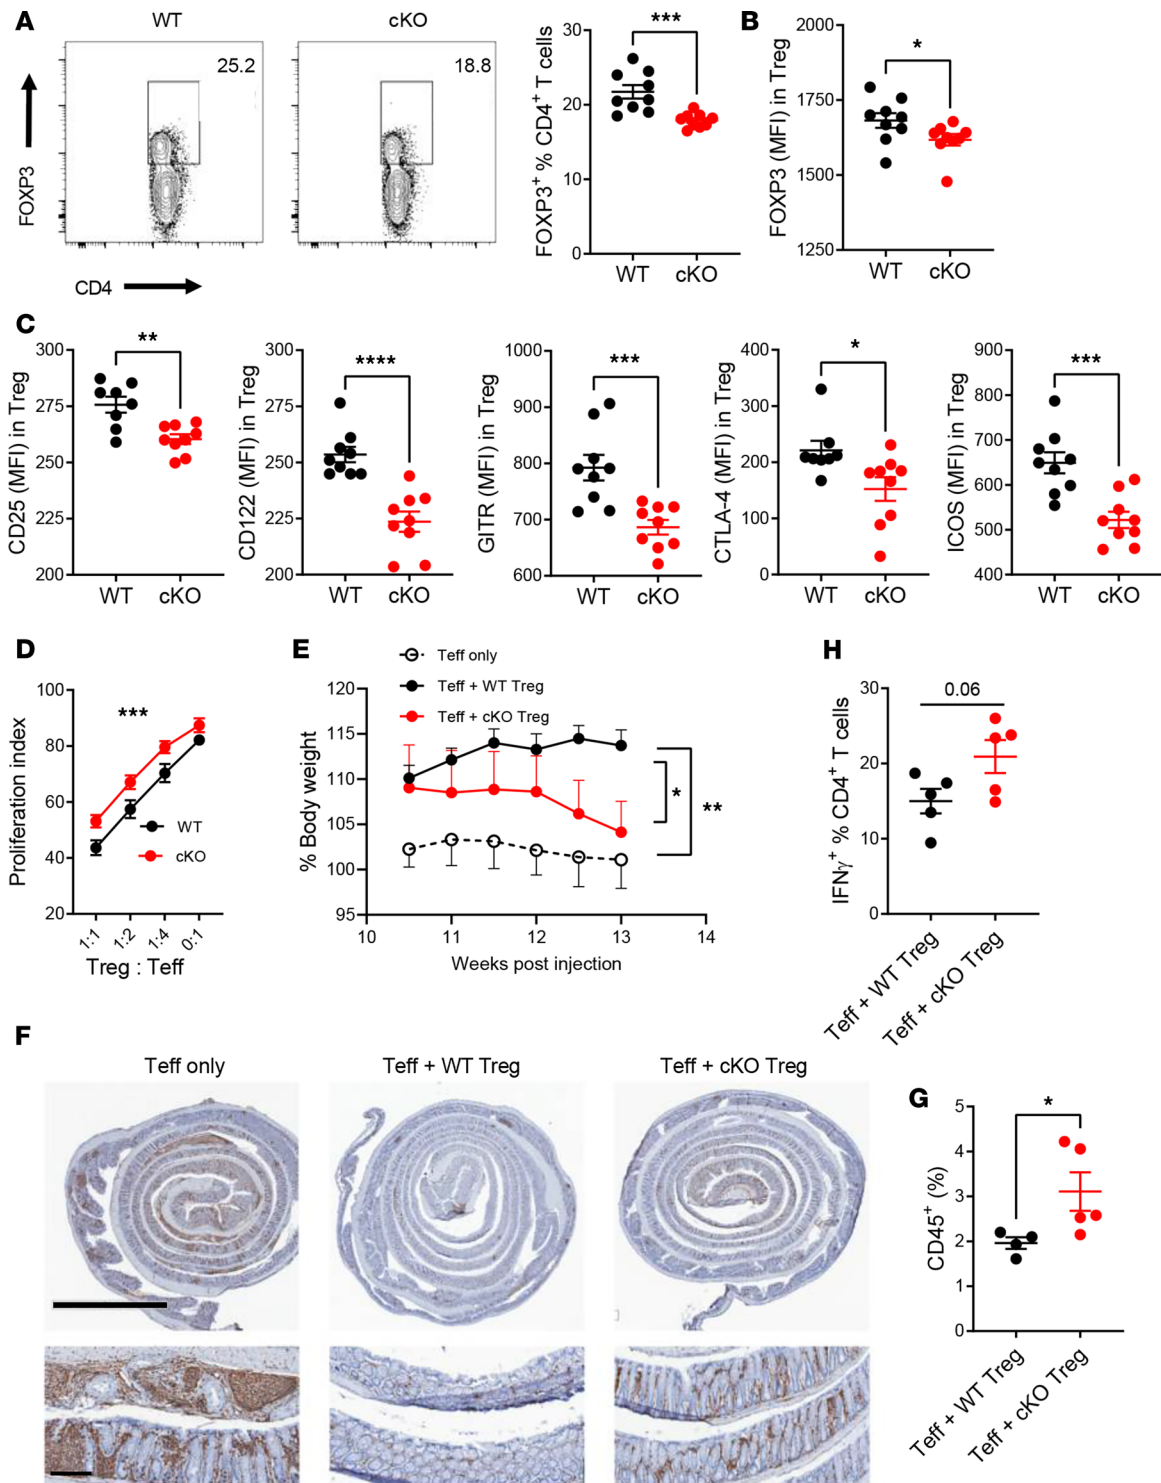 A
WT
cKO
25.2
18.8
FOXP3
CD4
***
FOXP3+ % CD4+ T cells
30
20
10
0
WT
cKO
B
*
FOXP3 (MFI) in Treg
2000
1750
1500
1250
WT
cKO
C
**
CD25 (MFI) in Treg
300
275
250
225
200
WT
cKO
****
CD122 (MFI) in Treg
300
275
250
225
200
WT
cKO
***
GITR (MFI) in Treg
1000
900
800
700
600
WT
cKO
*
CTLA-4 (MFI) in Treg
400
300
200
100
0
WT
cKO
***
ICOS (MFI) in Treg
900
800
700
600
500
400
WT
cKO
D
***
Proliferation index
100
80
60
40
20
WT
cKO
1:1
1:2
1:4
0:1
Treg : Teff
E
Teff only
Teff + WT Treg
Teff + cKO Treg
% Body weight
120
115
110
105
100
95
*
**
10
11
12
13
14
Weeks post injection
H
0.06
IFNγ+ % CD4+ T cells
30
20
10
0
Teff + WT Treg
Teff + cKO Treg
F
Teff only
Teff + WT Treg
Teff + cKO Treg
G
*
CD45+ (%)
5
4
3
2
1
0
Teff + WT Treg
Teff + cKO Treg